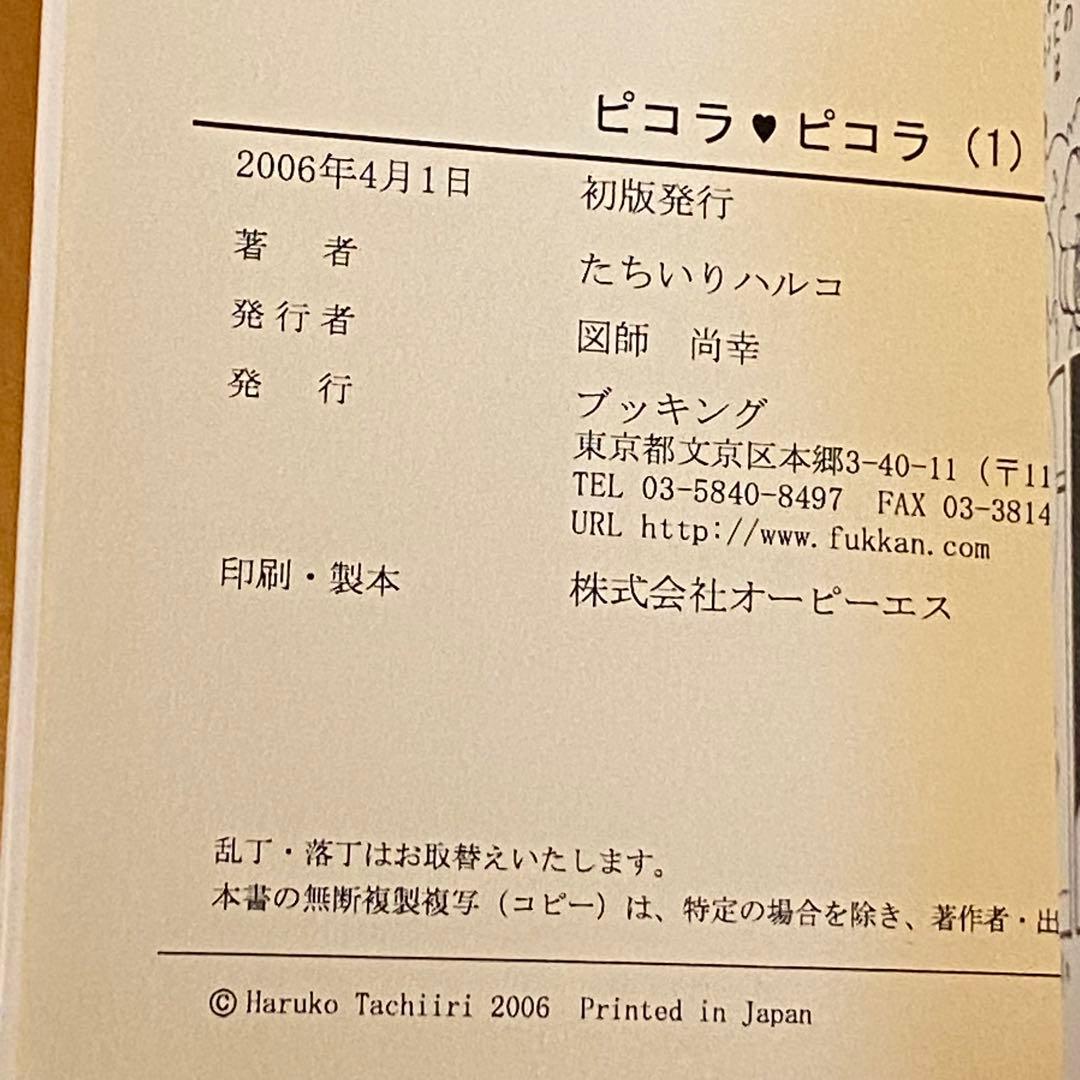 ピコラ♥ピコラ (1)
2006年4月1日 初版発行
著 者 たちいりハルコ
発行者 図師 尚幸
発 行 ブッキング
東京都文京区本郷3-40-11 (〒11
TEL 03-5840-8497 FAX 03-3814
URL http://www.fukkan.com
印刷・製本 株式会社オーピーエス
乱丁・落丁はお取替えいたします。
本書の無断複製複写（コピー）は、特定の場合を除き、著作者・出
© Haruko Tachiiri 2006 Printed in Japan